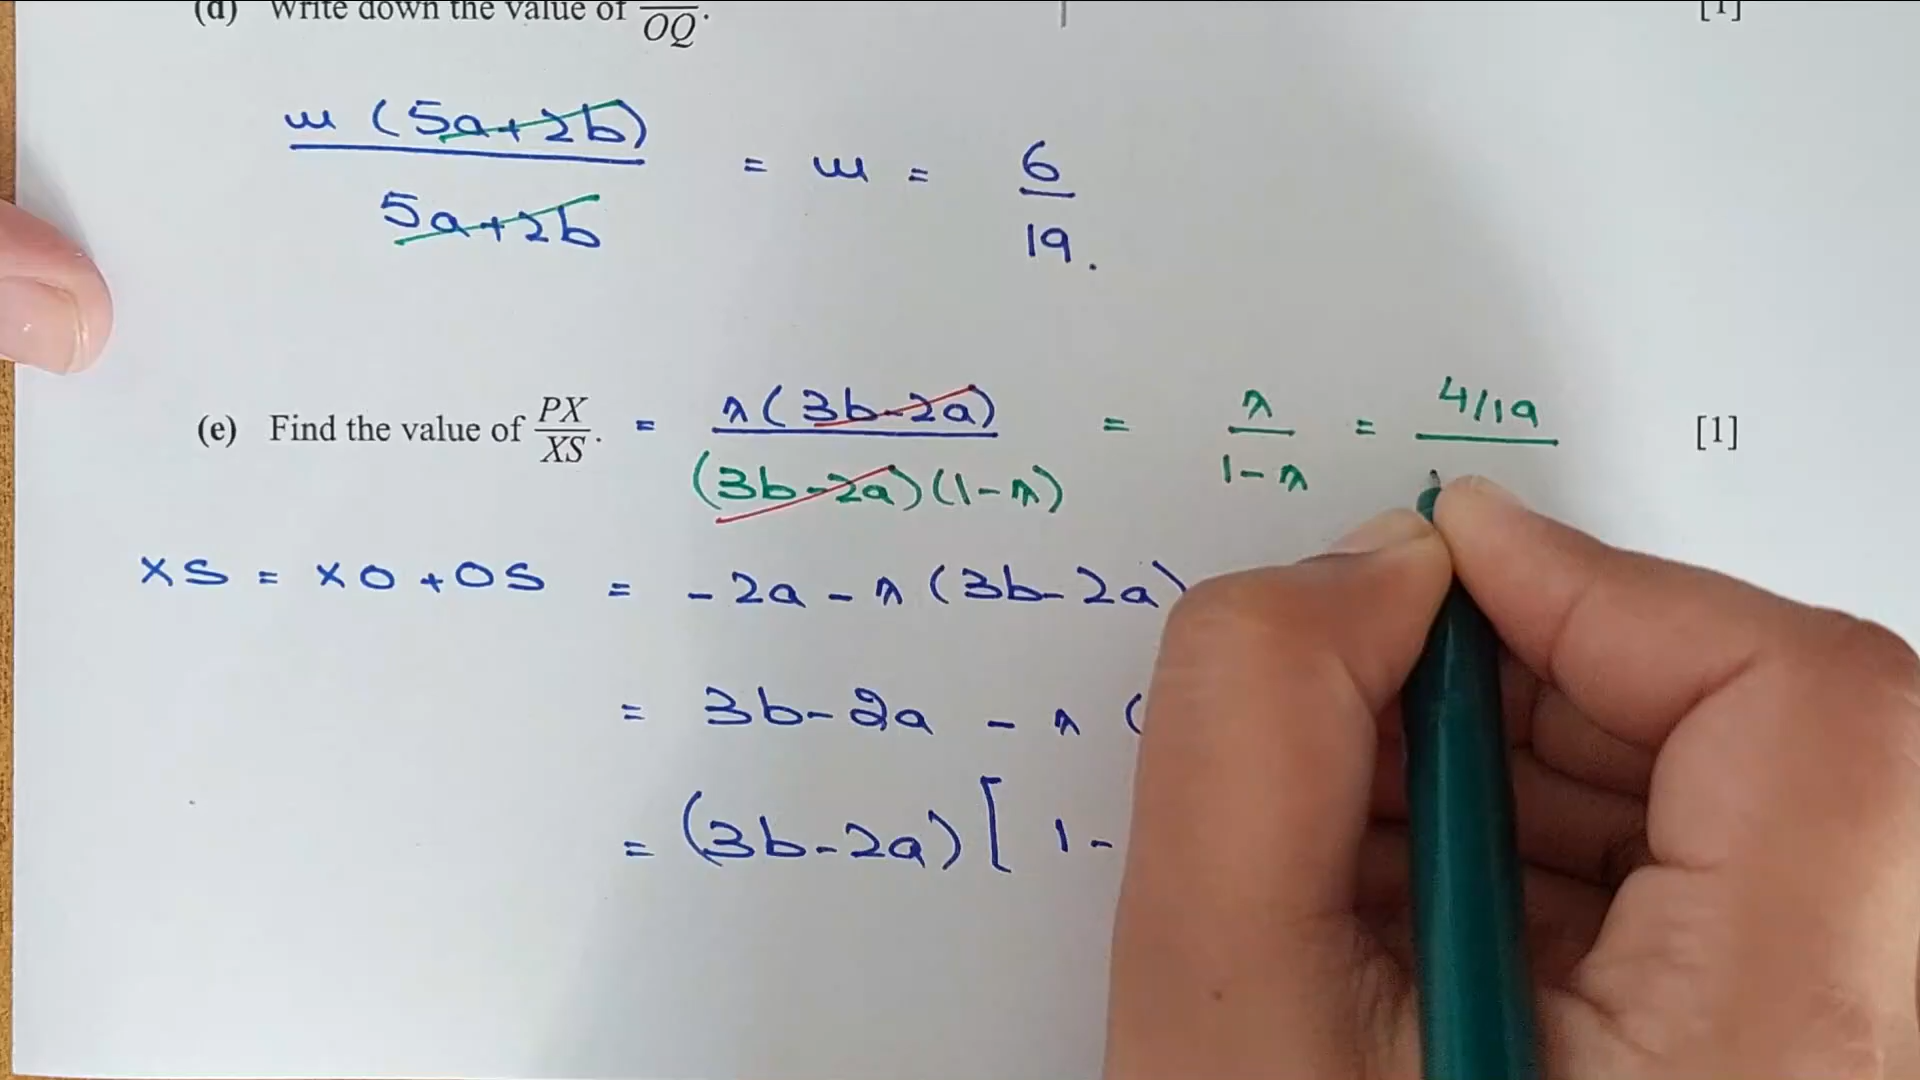 (d) Write down the value of
OQ
[1]
μ (5a+2b)
= μ = 6
5a+2b
19.
(e) Find the value of PX/XS. = λ(3b-2a) / (3b-2a)(1-λ) = λ / 1-λ = 4/19 [1]
XS = XO + OS = -2a - λ (3b-2a)
= 3b-2a - λ (
= (3b-2a) [ 1-